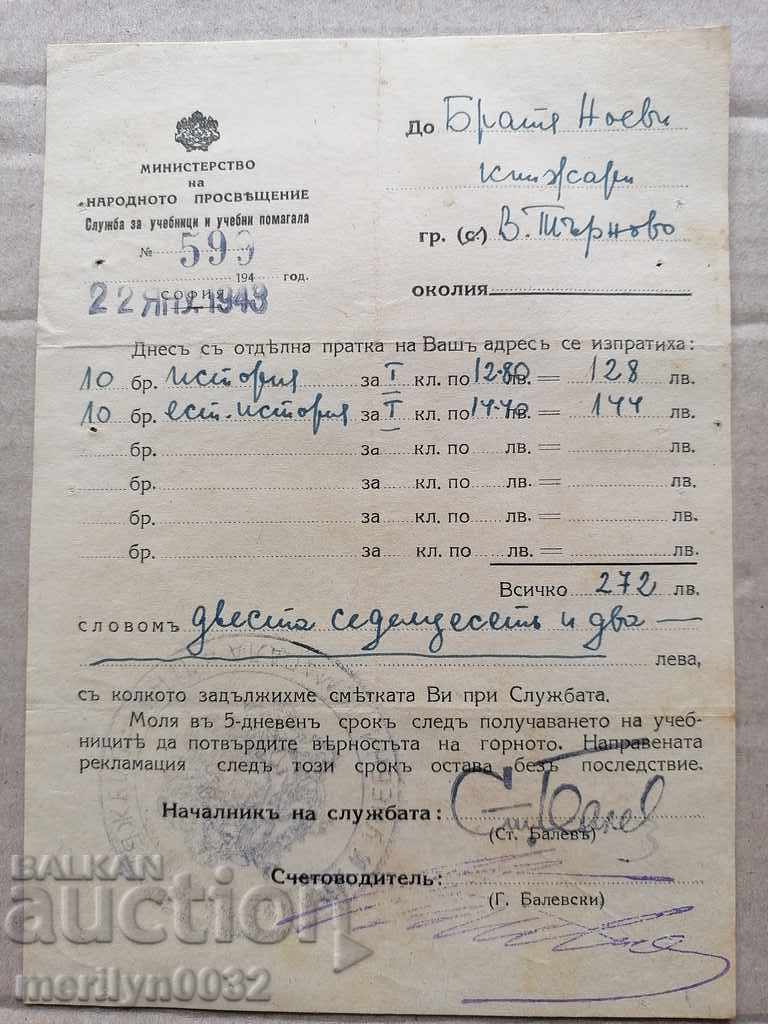 МИНИСТЕРСТВО
на
НАРОДНОТО ПРОСВѢЩЕНИЕ
Служба за учебници и учебни помагала
№ 595
194 год.
СОФИЯ
22 ЯНУ. 1943
До Братя Ноеви
книжари
гр. (с.) В. Търново
околия
Днесъ съ отдѣлна пратка на Вашъ адресъ се изпратиха:
10 бр. история за I кл. по 12·80 лв. = 128 лв.
10 бр. ест. история за I кл. по 14·40 лв. = 144 лв.
бр. за кл. по лв. = лв.
бр. за кл. по лв. = лв.
бр. за кл. по лв. = лв.
бр. за кл. по лв. = лв.
Всичко 272 лв.
словомъ двеста седемдесеть и два —
лева,
съ колкото задължихме смѣтката Ви при Службата.
Моля въ 5-дневенъ срокъ следъ получаването на учеб-
ницитѣ да потвърдите вѣрностьта на горното. Направената
рекламация следъ този срокъ остава безъ последствие.
Началникъ на службата:
(Ст. Балевъ)
Счетоводитель:
(Г. Балевски)
BALKAN
auction
merilyn0032